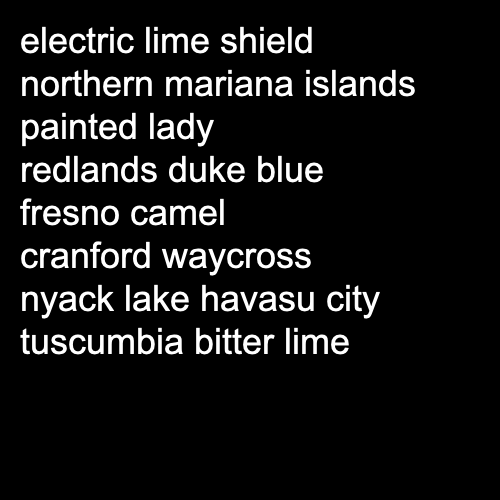 electric lime shield
northern mariana islands
painted lady
redlands duke blue
fresno camel
cranford waycross
nyack lake havasu city
tuscumbia bitter lime